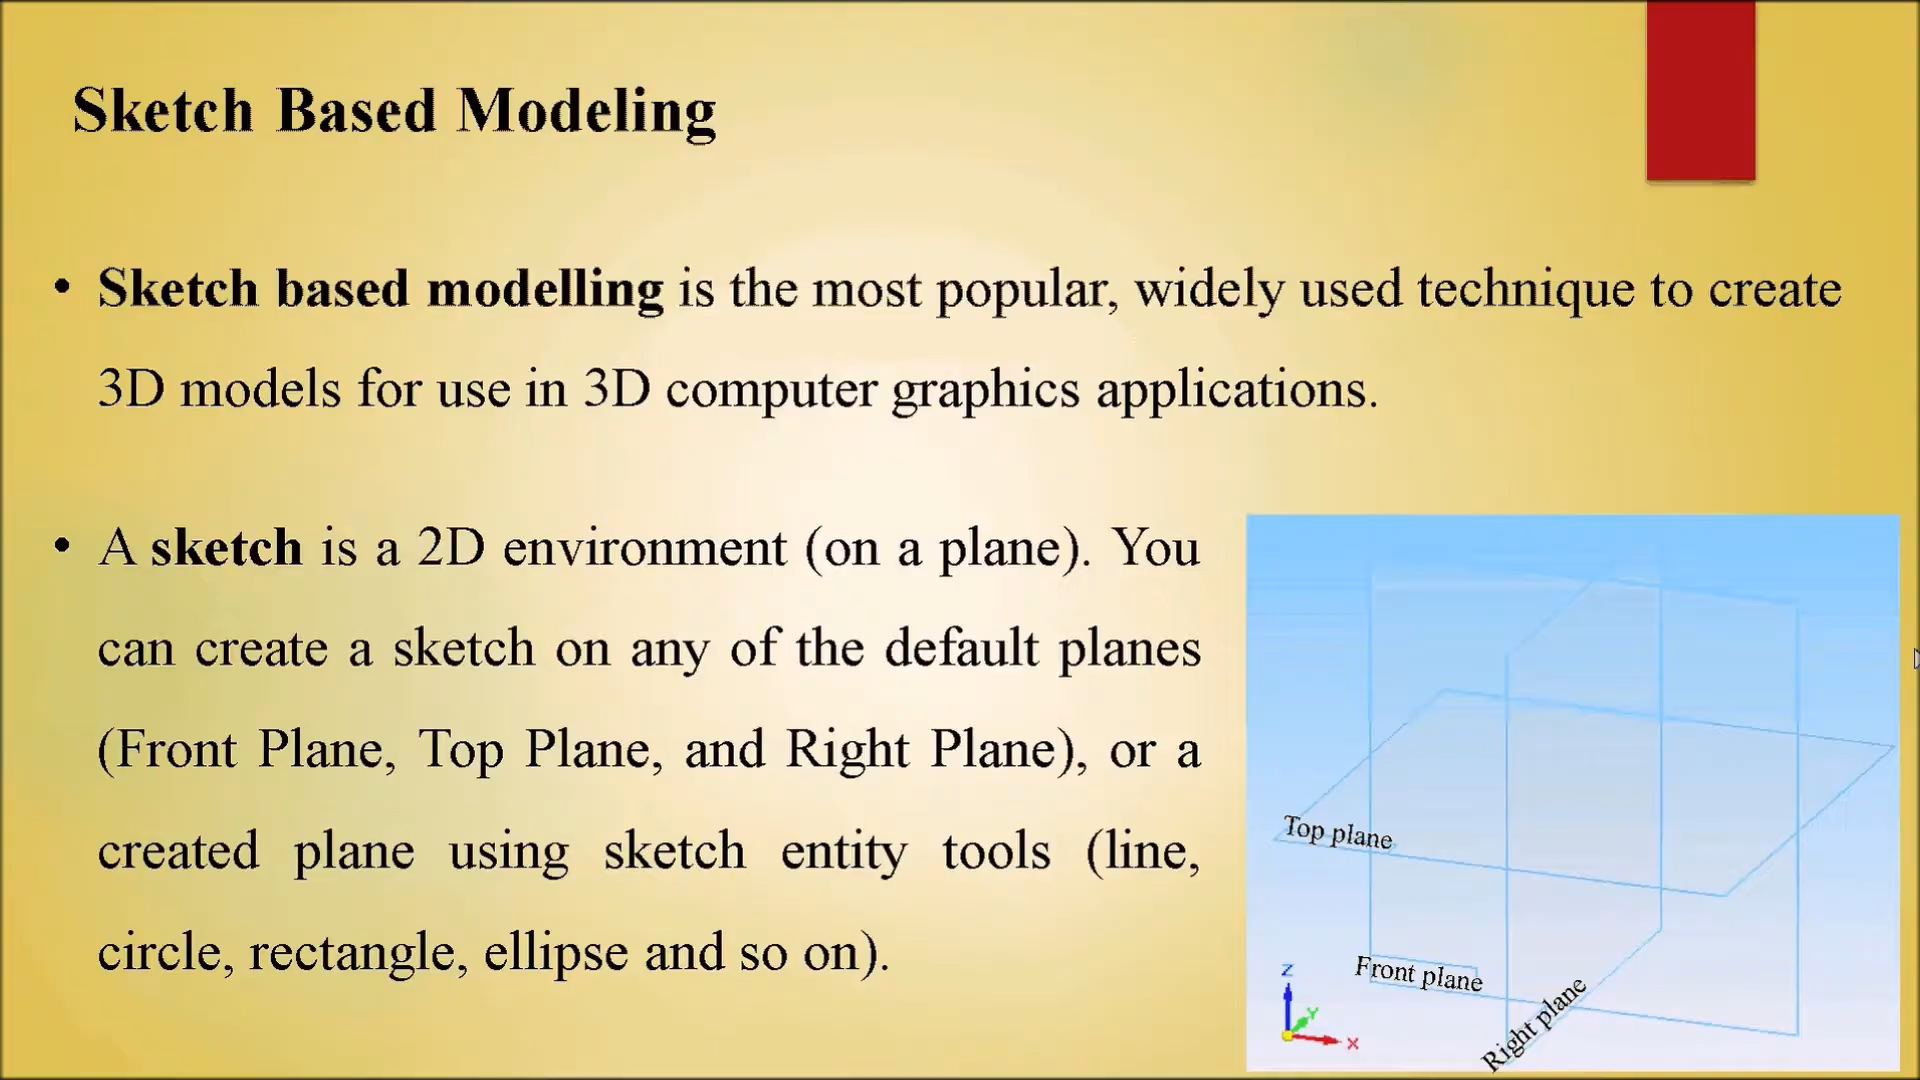 Sketch Based Modeling
• Sketch based modelling is the most popular, widely used technique to create
3D models for use in 3D computer graphics applications.
• A sketch is a 2D environment (on a plane). You
can create a sketch on any of the default planes
(Front Plane, Top Plane, and Right Plane), or a
created plane using sketch entity tools (line,
circle, rectangle, ellipse and so on).
Top plane
Front plane
Right plane
Z
Y
X